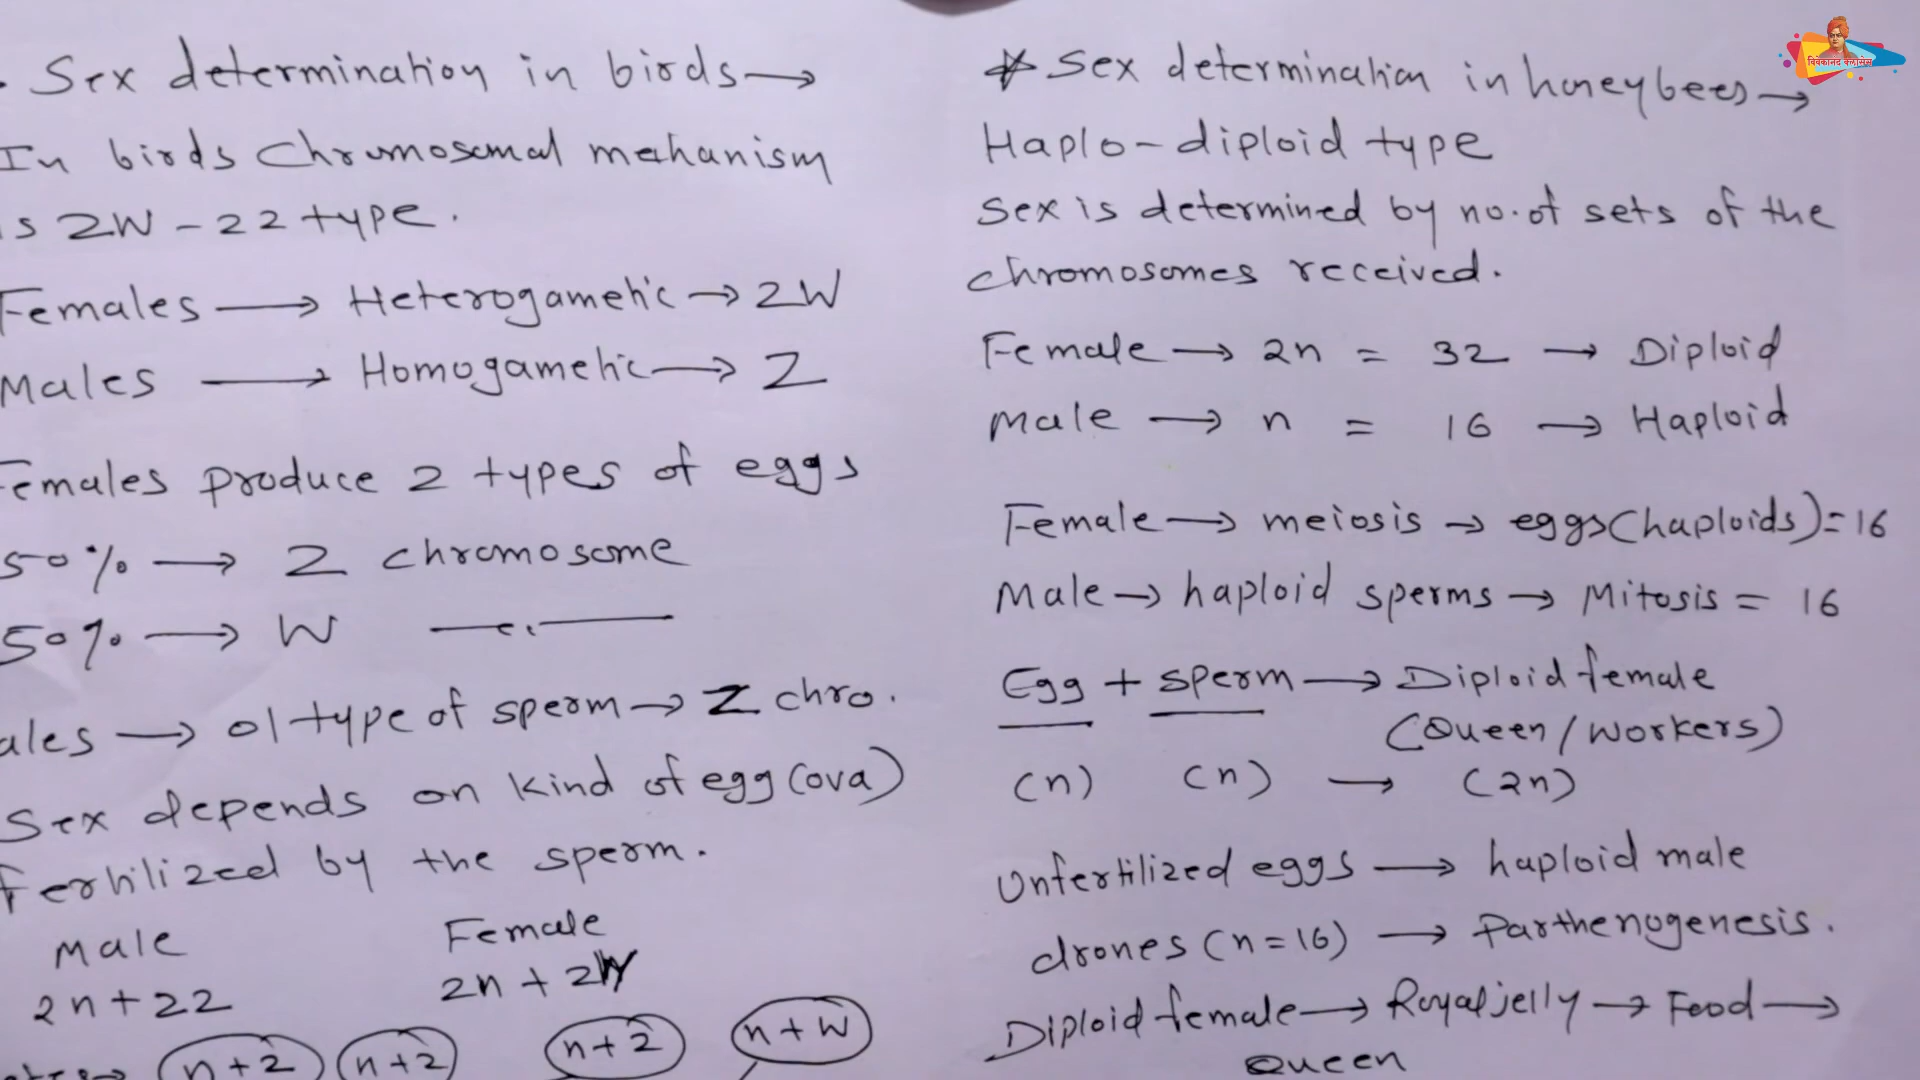 Sex determination in birds →
In birds Chromosomal mehanism
is ZW - ZZ type.
Females → Heterogametic → ZW
Males → Homogametic → Z
Females produce 2 types of eggs
50% → Z chromosome
50% → W
ales → 01 type of sperm → Z chro.
Sex depends on kind of egg (ova)
fertilized by the sperm.
Male Female
2n + ZZ 2n + ZW
n+Z n+Z n+Z n+W
* Sex determination in honeybees →
Haplo-diploid type
Sex is determined by no. of sets of the
chromosomes received.
Female → 2n = 32 → Diploid
Male → n = 16 → Haploid
Female → meiosis → eggs (haploids) = 16
Male → haploid sperms → Mitosis = 16
Egg + sperm → Diploid female
(Queen / Workers)
(n) (n) → (2n)
Unfertilized eggs → haploid male
drones (n=16) → Parthenogenesis.
Diploid female → Royal jelly → Food →
Queen
विवेकानंद क्लासेस